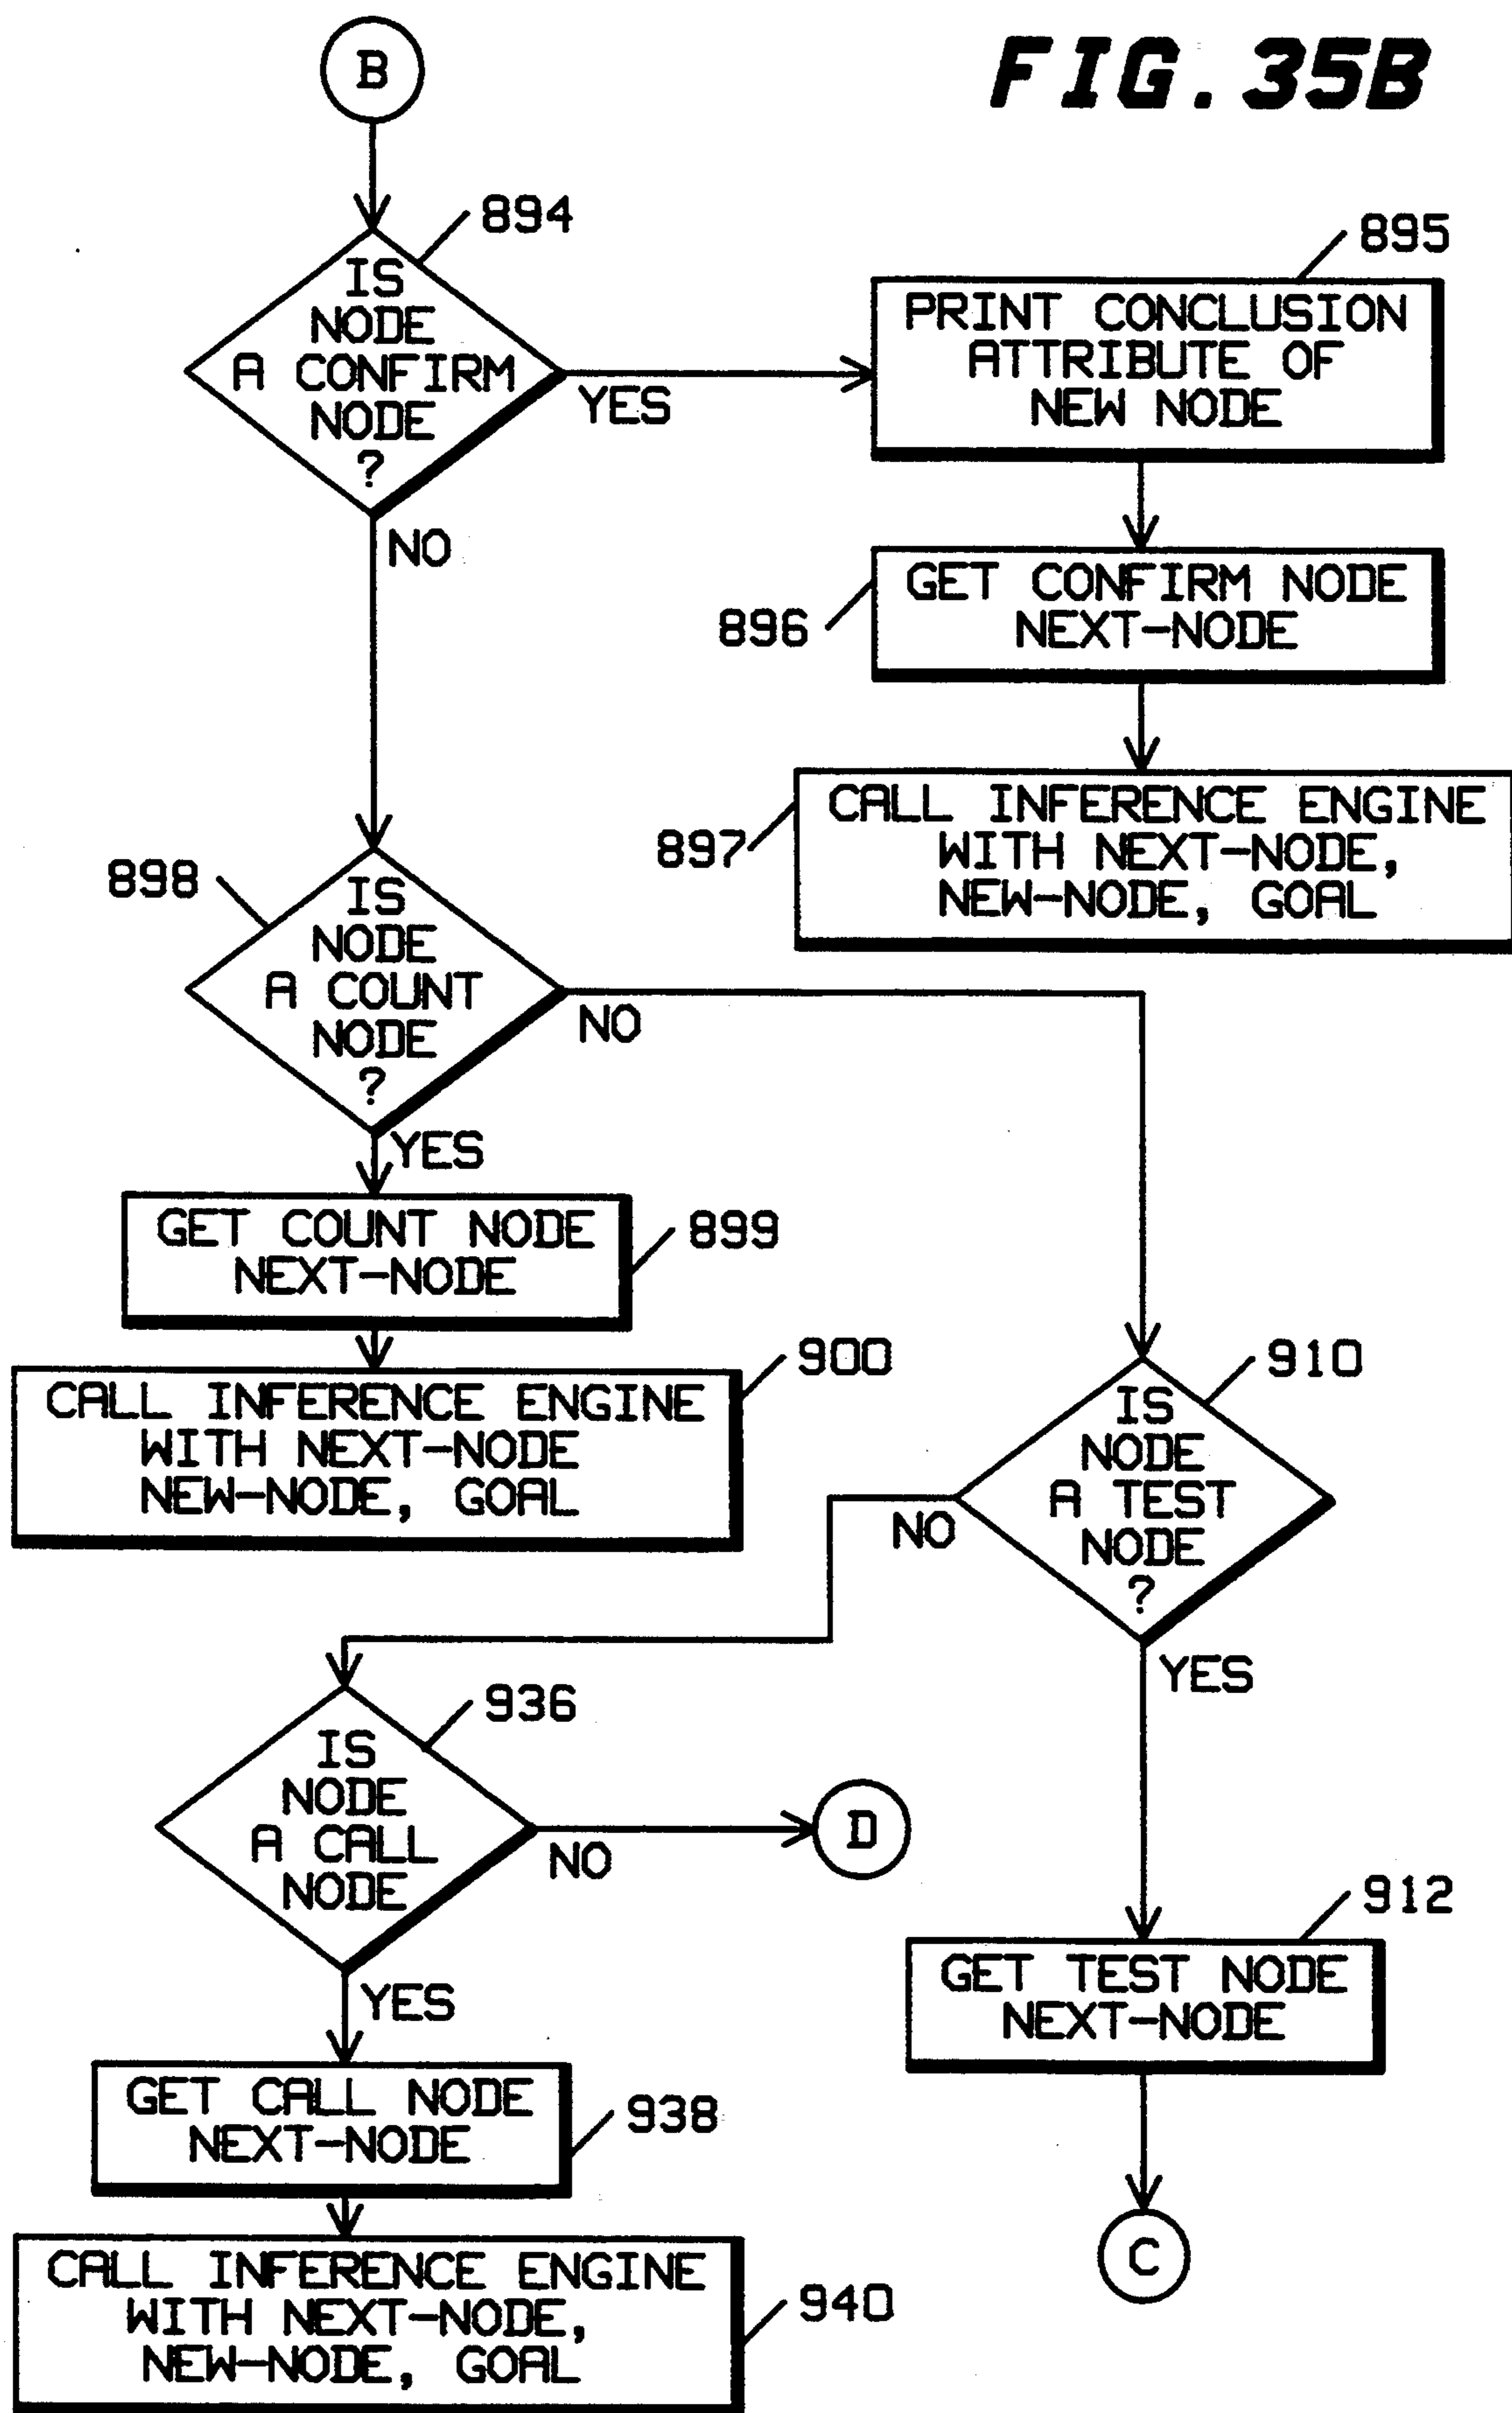 B
FIG. 35B
894
IS
NODE
A CONFIRM
NODE
?
YES
NO
895
PRINT CONCLUSION
ATTRIBUTE OF
NEW NODE
896
GET CONFIRM NODE
NEXT-NODE
897
CALL INFERENCE ENGINE
WITH NEXT-NODE,
NEW-NODE, GOAL
898
IS
NODE
A COUNT
NODE
?
NO
YES
GET COUNT NODE
NEXT-NODE
899
900
CALL INFERENCE ENGINE
WITH NEXT-NODE
NEW-NODE, GOAL
910
IS
NODE
A TEST
NODE
?
NO
YES
936
IS
NODE
A CALL
NODE
NO
D
YES
912
GET TEST NODE
NEXT-NODE
C
GET CALL NODE
NEXT-NODE
938
CALL INFERENCE ENGINE
WITH NEXT-NODE,
NEW-NODE, GOAL
940